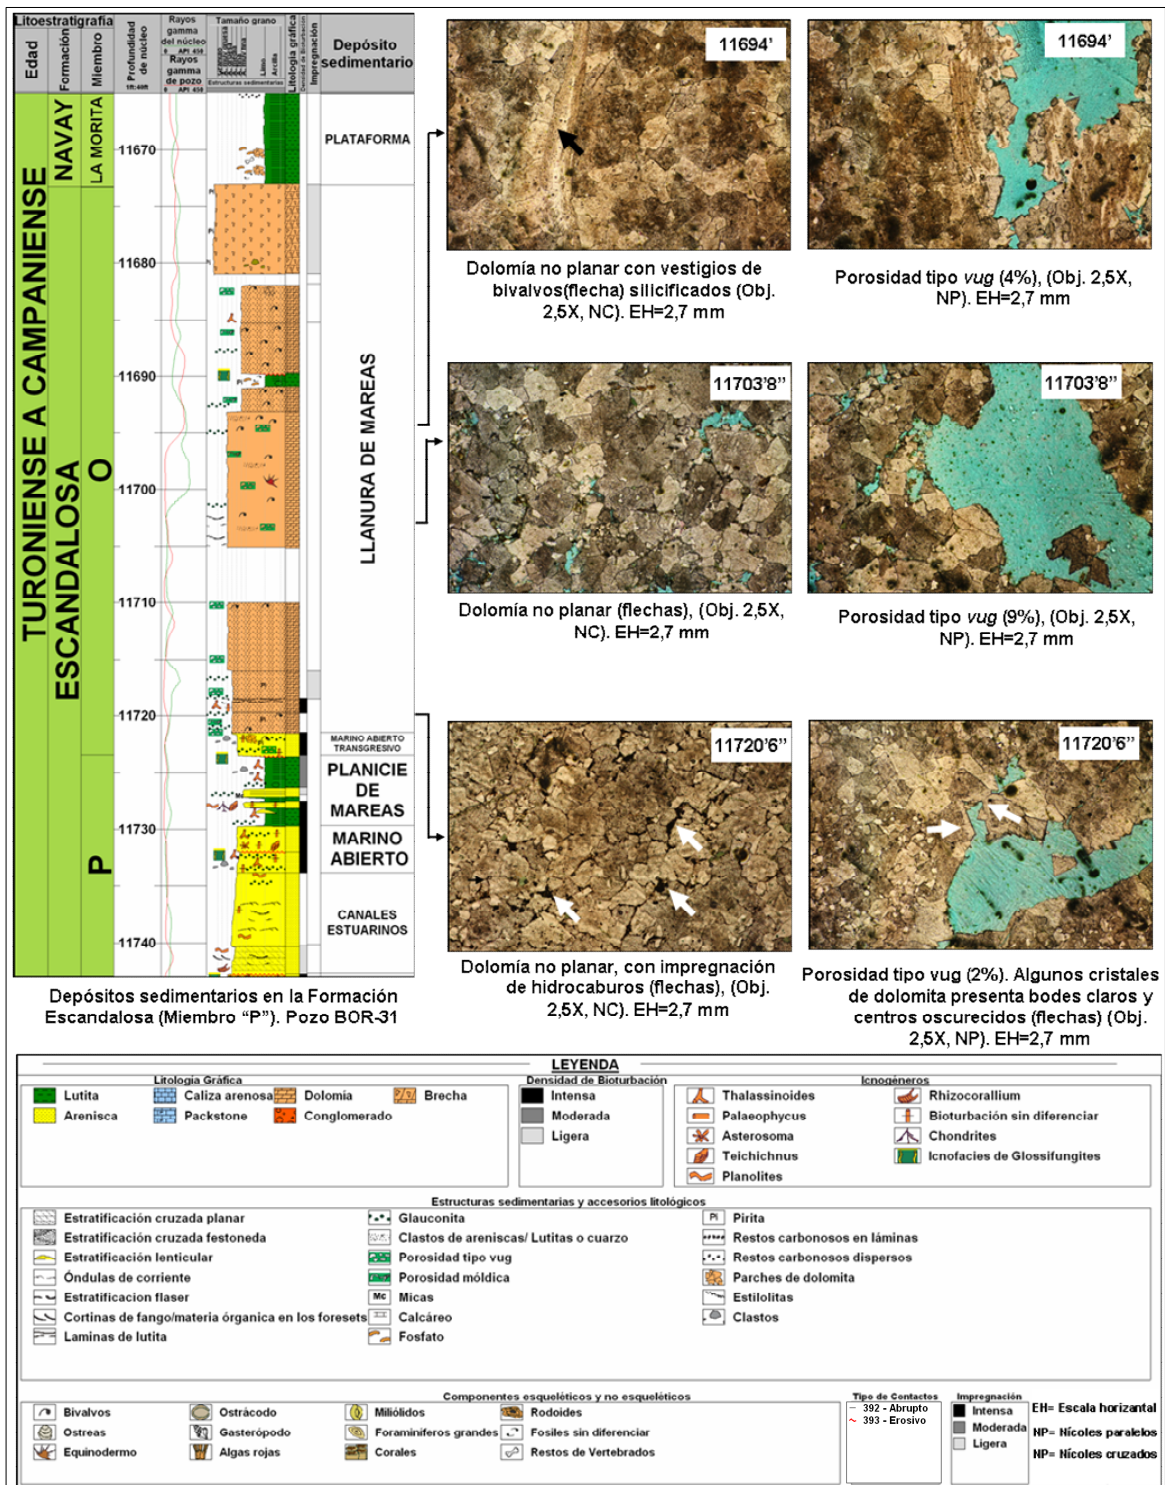 Litoestratigrafía
Edad
Formación
Miembro
Profundidad de núcleo
1ft:40ft
Rayos gamma del núcleo
0 API 450
Rayos gamma de pozo
0 API 450
Tamaño grano
Limo
Arcilla
Estructuras sedimentarias
Litología gráfica
Densidad de Bioturbación
Impregnación
Depósito sedimentario
TURONIENSE A CAMPANIENSE
NAVAY
ESCANDALOSA
LA MORITA
O
P
11670
11680
11690
11700
11710
11720
11730
11740
PLATAFORMA
LLANURA DE MAREAS
MARINO ABIERTO
TRANSGRESIVO
PLANICIE
DE
MAREAS
MARINO
ABIERTO
CANALES
ESTUARINOS
Depósitos sedimentarios en la Formación
Escandalosa (Miembro “P”). Pozo BOR-31
11694’
Dolomía no planar con vestigios de
bivalvos(flecha) silicificados (Obj.
2,5X, NC). EH=2,7 mm
11694’
Porosidad tipo vug (4%), (Obj. 2,5X,
NP). EH=2,7 mm
11703’8’’
Dolomía no planar (flechas), (Obj. 2,5X,
NC). EH=2,7 mm
11703’8’’
Porosidad tipo vug (9%), (Obj. 2,5X,
NP). EH=2,7 mm
11720’6’’
Dolomía no planar, con impregnación
de hidrocaburos (flechas), (Obj.
2,5X, NC). EH=2,7 mm
11720’6’’
Porosidad tipo vug (2%). Algunos cristales
de dolomita presenta bodes claros y
centros oscurecidos (flechas) (Obj.
2,5X, NP). EH=2,7 mm
LEYENDA
Litología Gráfica
Lutita
Caliza arenosa
Dolomía
Brecha
Arenisca
Packstone
Conglomerado
Densidad de Bioturbación
Intensa
Moderada
Ligera
Icnogéneros
Thalassinoides
Rhizocorallium
Palaeophycus
Bioturbación sin diferenciar
Asterosoma
Chondrites
Teichichnus
Icnofacies de Glossifungites
Planolites
Estructuras sedimentarias y accesorios litológicos
Estratificación cruzada planar
Glauconita
Pi Pirita
Estratificación cruzada festoneda
Clastos de areniscas/ Lutitas o cuarzo
Restos carbonosos en láminas
Estratificación lenticular
Porosidad tipo vug
Restos carbonosos dispersos
Óndulas de corriente
Porosidad móldica
Parches de dolomita
Estratificacion flaser
Mc Micas
Estilolitas
Cortinas de fango/materia órganica en los foresets
Calcáreo
Clastos
Laminas de lutita
Fosfato
Componentes esqueléticos y no esqueléticos
Bivalvos
Ostrácodo
Miliólidos
Rodoides
Ostreas
Gasterópodo
Foraminíferos grandes
Fosiles sin diferenciar
Equinodermo
Algas rojas
Corales
Restos de Vertebrados
Tipo de Contactos
392 - Abrupto
393 - Erosivo
Impregnación
Intensa
Moderada
Ligera
EH= Escala horizantal
NP= Nícoles paralelos
NP= Nícoles cruzados